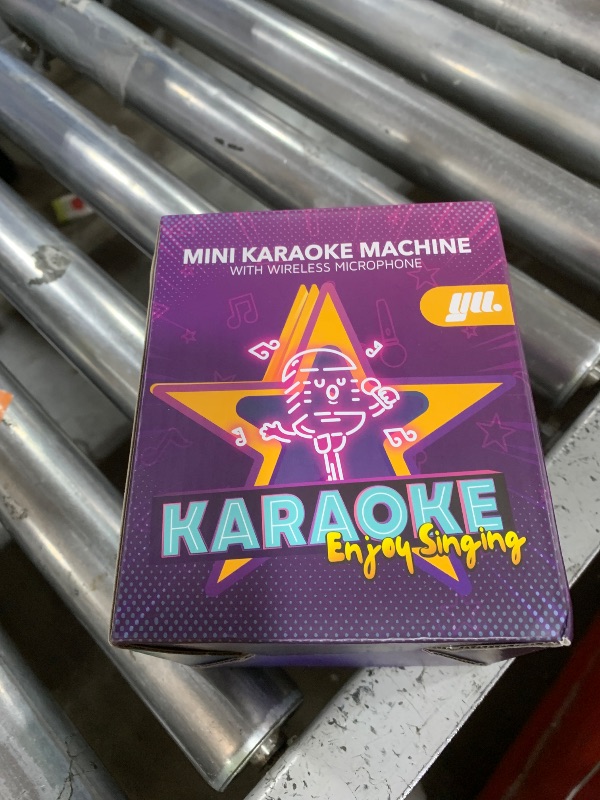 MINI KARAOKE MACHINE
WITH WIRELESS MICROPHONE
yu.
KARAOKE
Enjoy Singing